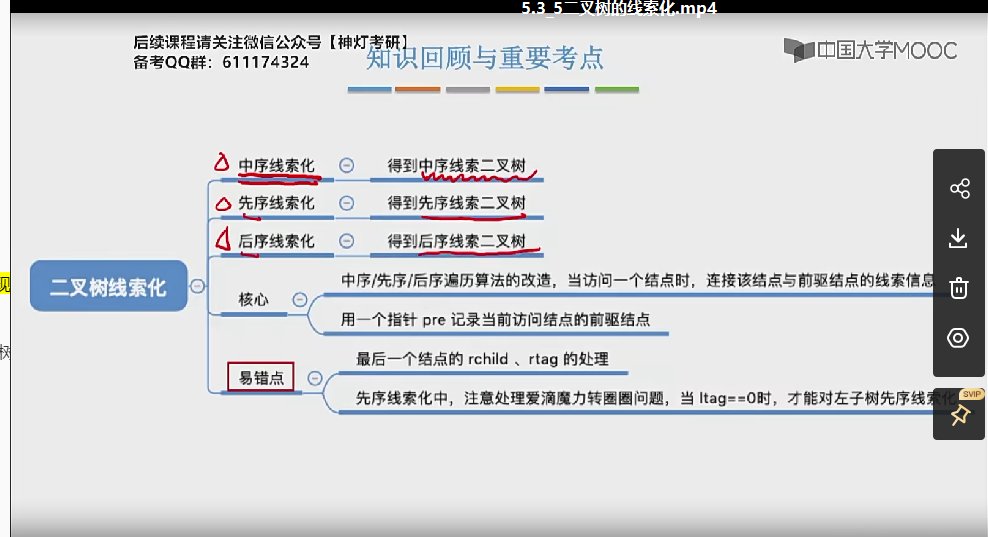 5.3_5二叉树的线索化.mp4
后续课程请关注微信公众号【神灯考研】
备考QQ群：611174324
知识回顾与重要考点
中国大学MOOC
中序线索化
得到中序线索二叉树
先序线索化
得到先序线索二叉树
后序线索化
得到后序线索二叉树
二叉树线索化
核心
中序/先序/后序遍历算法的改造，当访问一个结点时，连接该结点与前驱结点的线索信息
用一个指针 pre 记录当前访问结点的前驱结点
易错点
最后一个结点的 rchild 、rtag 的处理
先序线索化中，注意处理爱滴魔力转圈圈问题，当 ltag==0时，才能对左子树先序线索化
SVIP
见
树